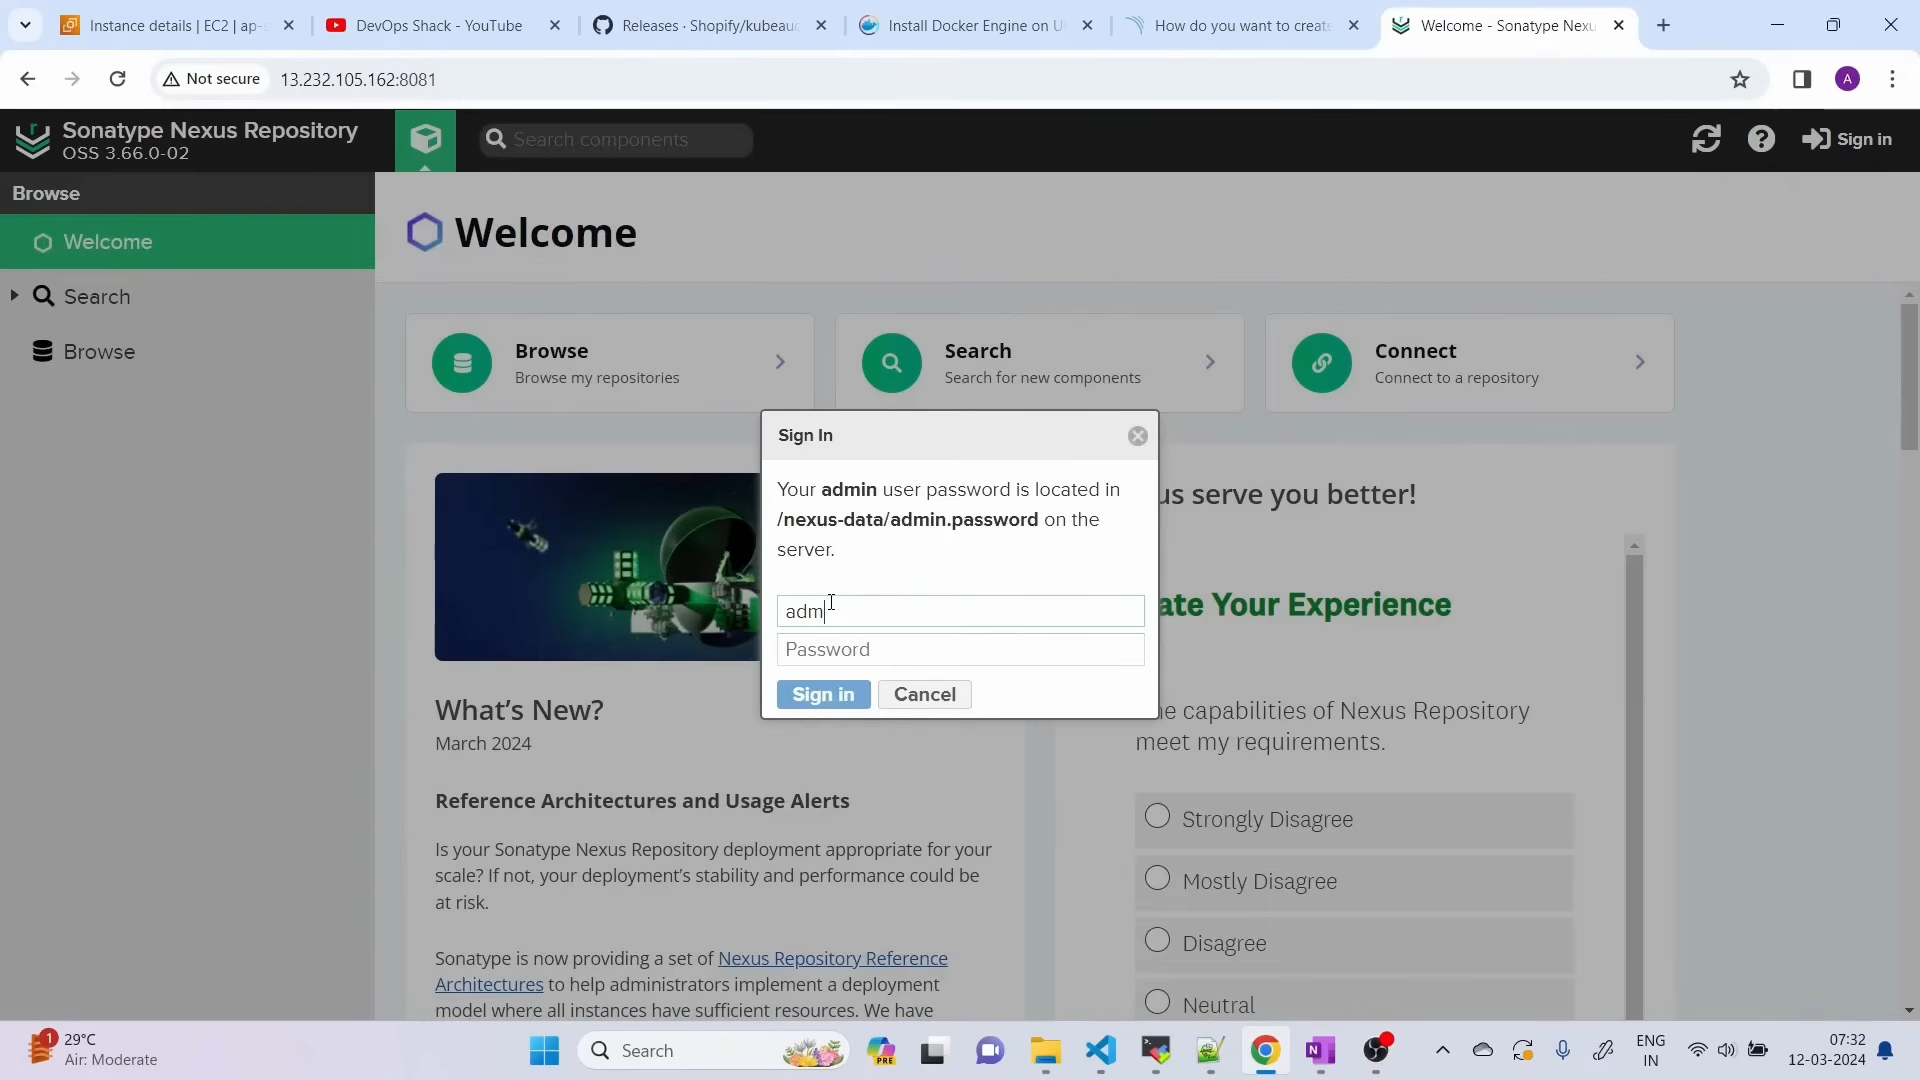 Instance details | EC2 | ap-s
DevOps Shack - YouTube
Releases · Shopify/kubeaud
Install Docker Engine on U
How do you want to create
Welcome - Sonatype Nexu
Not secure
13.232.105.162:8081
A
Sonatype Nexus Repository
OSS 3.66.0-02
Search components
Sign in
Browse
Welcome
Search
Browse
Welcome
Browse
Browse my repositories
Search
Search for new components
Connect
Connect to a repository
Sign In
Your admin user password is located in
/nexus-data/admin.password on the
server.
adm
Password
Sign in
Cancel
us serve you better!
ate Your Experience
capabilities of Nexus Repository
meet my requirements.
Strongly Disagree
Mostly Disagree
Disagree
Neutral
What's New?
March 2024
Reference Architectures and Usage Alerts
Is your Sonatype Nexus Repository deployment appropriate for your
scale? If not, your deployment's stability and performance could be
at risk.
Sonatype is now providing a set of Nexus Repository Reference
Architectures to help administrators implement a deployment
model where all instances have sufficient resources. We have
1
29°C
Air: Moderate
Search
PRE
ENG
IN
07:32
12-03-2024